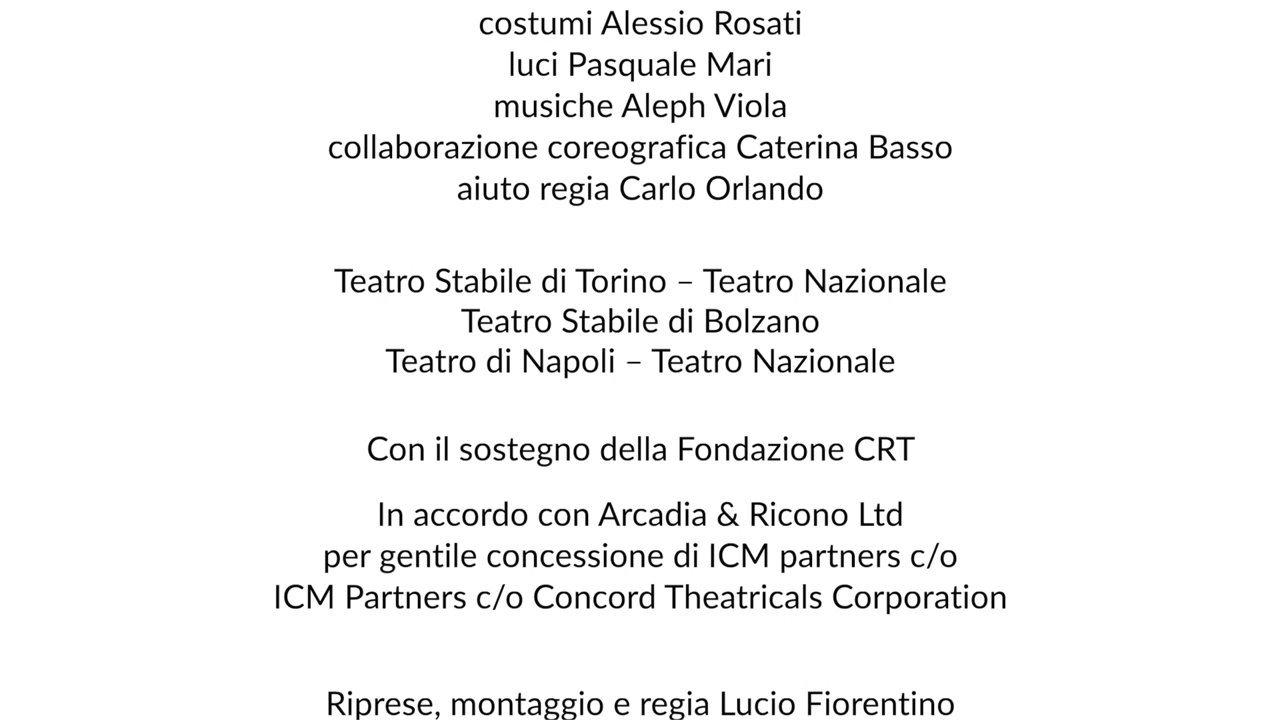 costumi Alessio Rosati
luci Pasquale Mari
musiche Aleph Viola
collaborazione coreografica Caterina Basso
aiuto regia Carlo Orlando
Teatro Stabile di Torino – Teatro Nazionale
Teatro Stabile di Bolzano
Teatro di Napoli – Teatro Nazionale
Con il sostegno della Fondazione CRT
In accordo con Arcadia & Ricono Ltd
per gentile concessione di ICM partners c/o
ICM Partners c/o Concord Theatricals Corporation
Riprese, montaggio e regia Lucio Fiorentino